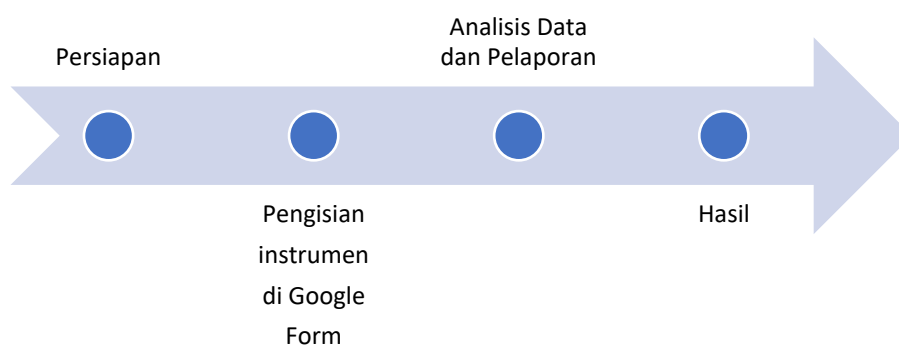 Persiapan
Pengisian
instrumen
di Google
Form
Analisis Data
dan Pelaporan
Hasil